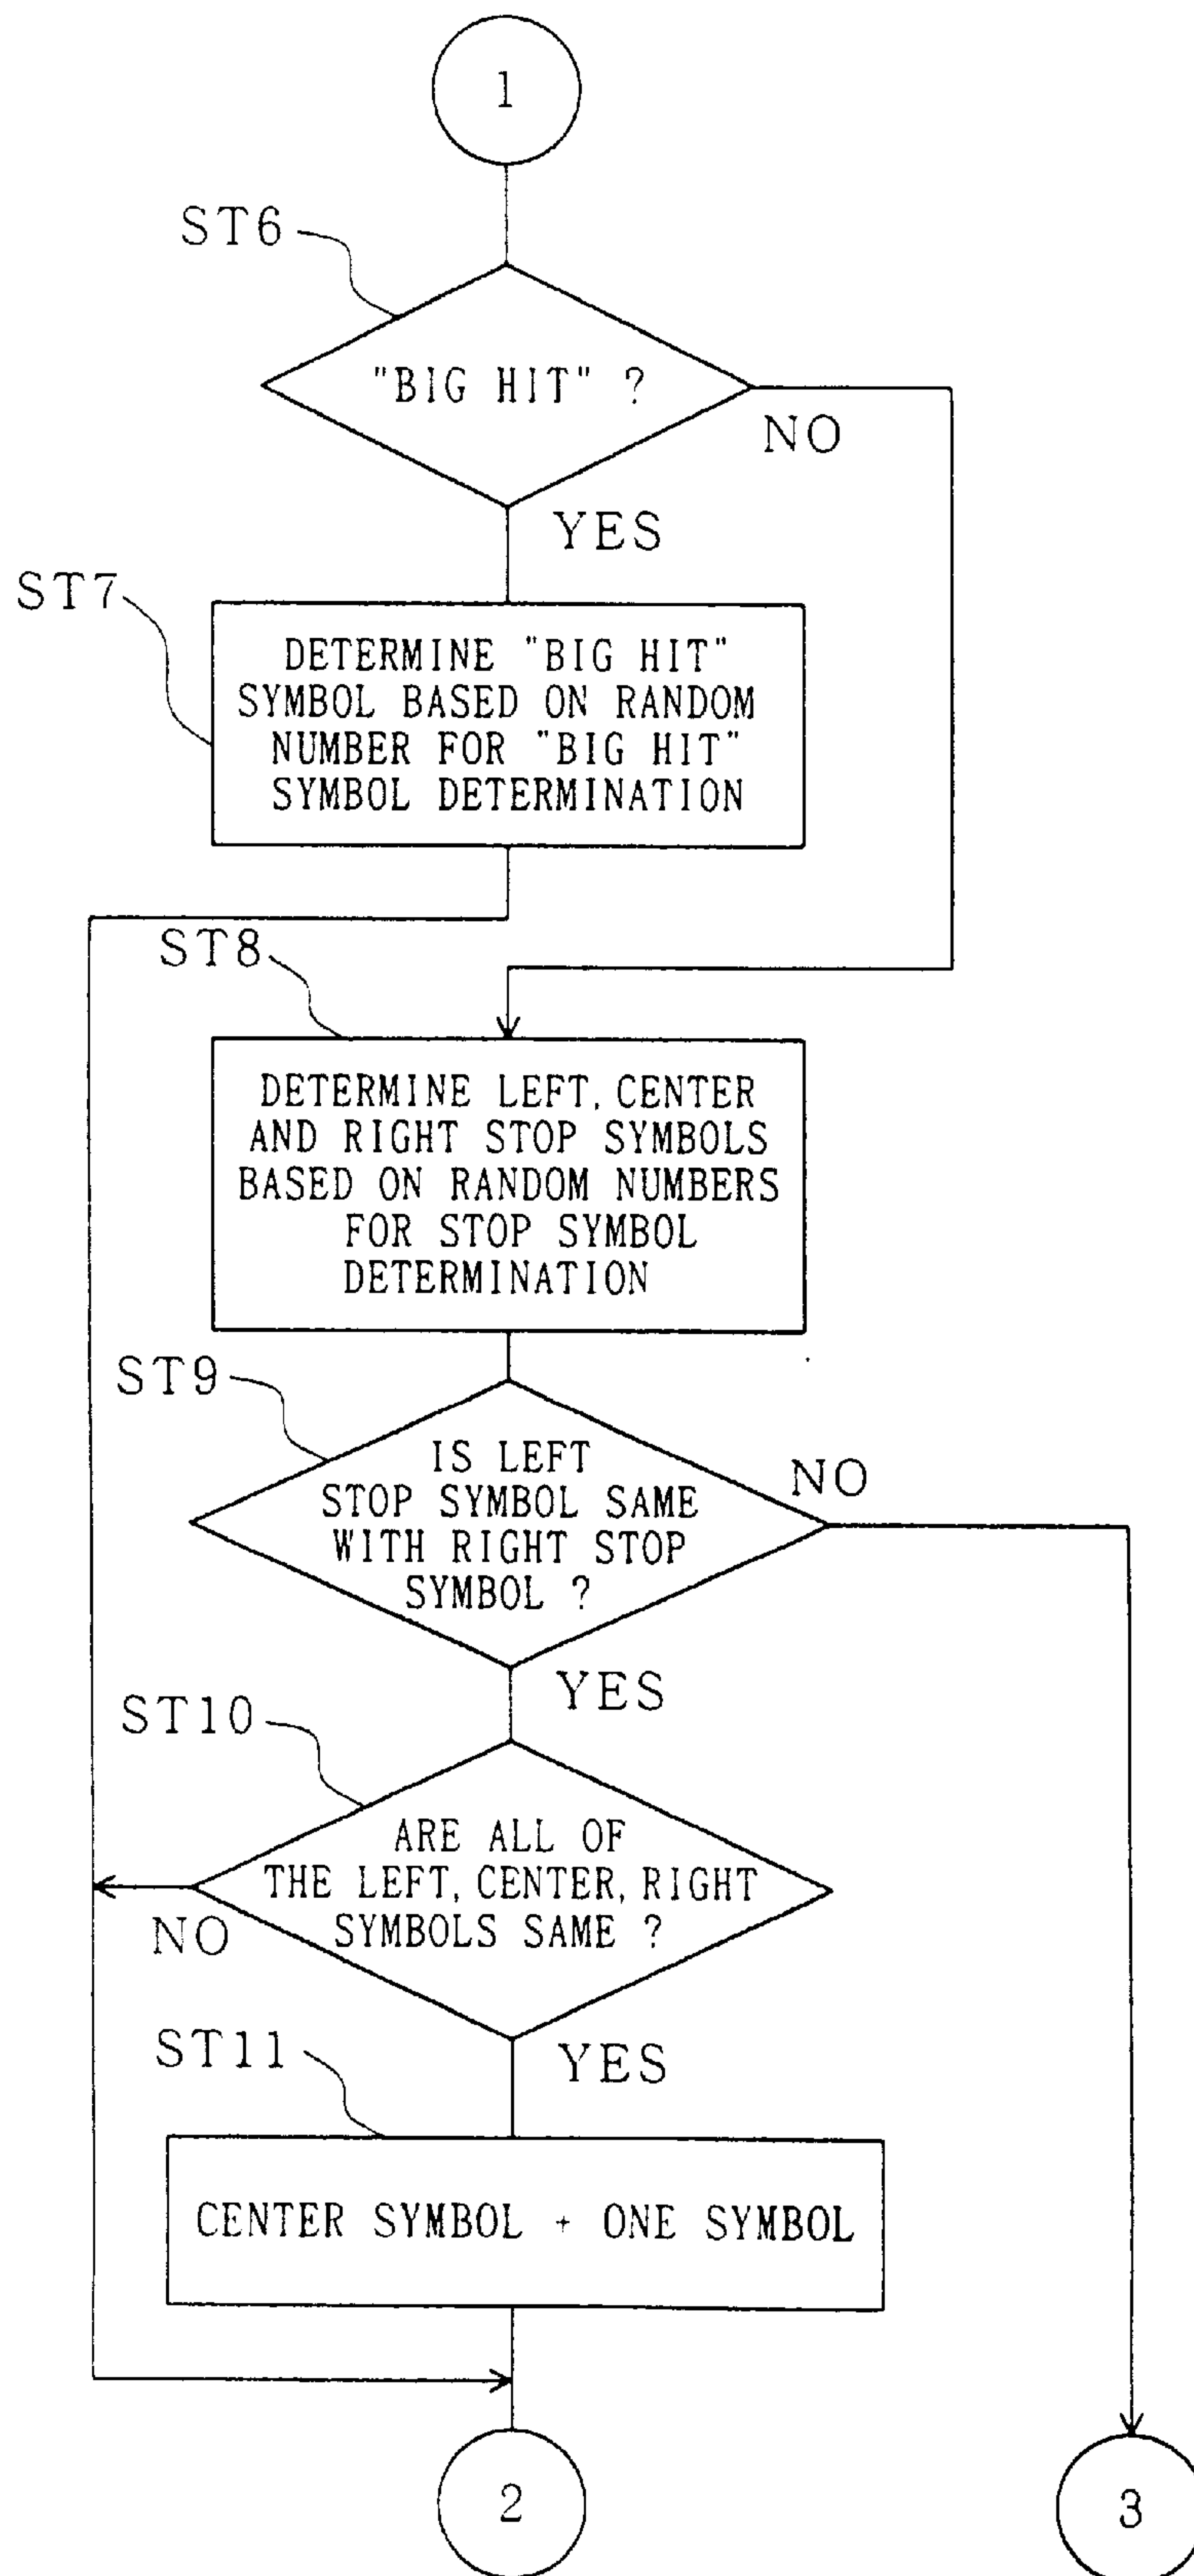 1
ST6
"BIG HIT" ?
NO
YES
ST7
DETERMINE "BIG HIT"
SYMBOL BASED ON RANDOM
NUMBER FOR "BIG HIT"
SYMBOL DETERMINATION
ST8
DETERMINE LEFT, CENTER
AND RIGHT STOP SYMBOLS
BASED ON RANDOM NUMBERS
FOR STOP SYMBOL
DETERMINATION
ST9
IS LEFT
STOP SYMBOL SAME
WITH RIGHT STOP
SYMBOL ?
NO
YES
ST10
ARE ALL OF
THE LEFT, CENTER, RIGHT
SYMBOLS SAME ?
NO
YES
ST11
CENTER SYMBOL + ONE SYMBOL
2
3